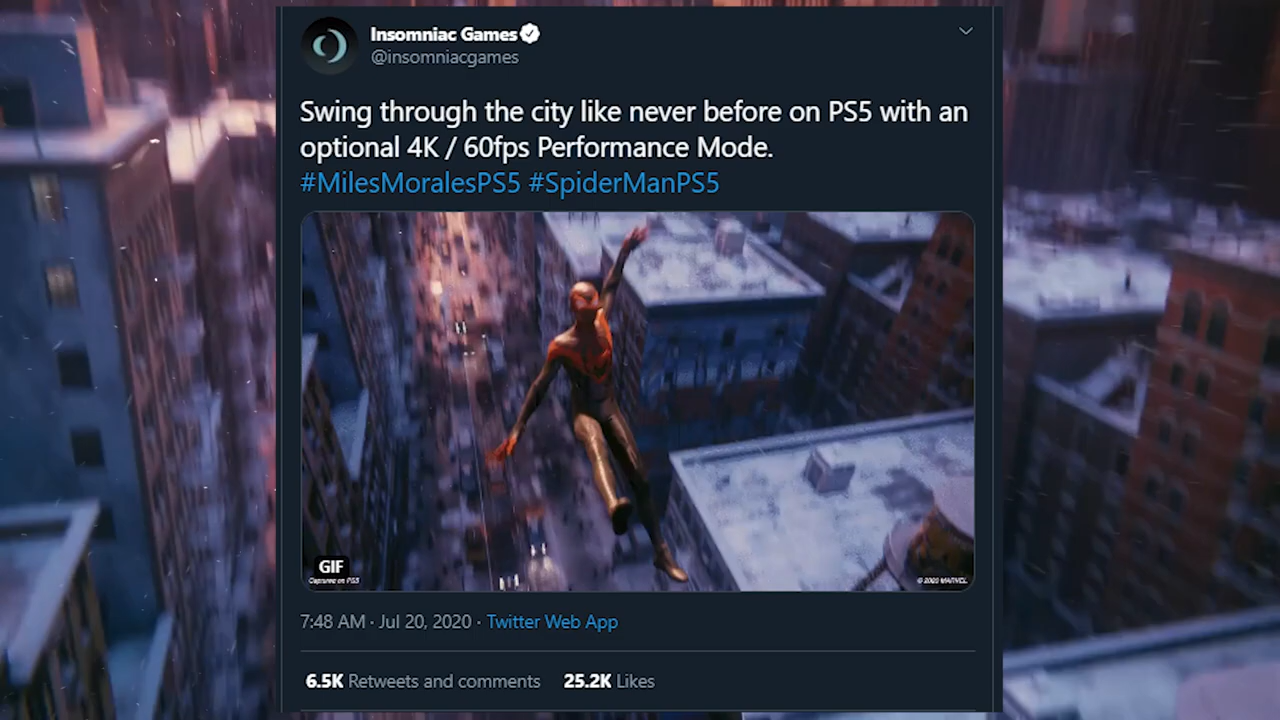 Insomniac Games
@insomniacgames
Swing through the city like never before on PS5 with an
optional 4K / 60fps Performance Mode.
#MilesMoralesPS5 #SpiderManPS5
GIF
Captured on PS5
© 2020 MARVEL
7:48 AM · Jul 20, 2020 · Twitter Web App
6.5K Retweets and comments 25.2K Likes